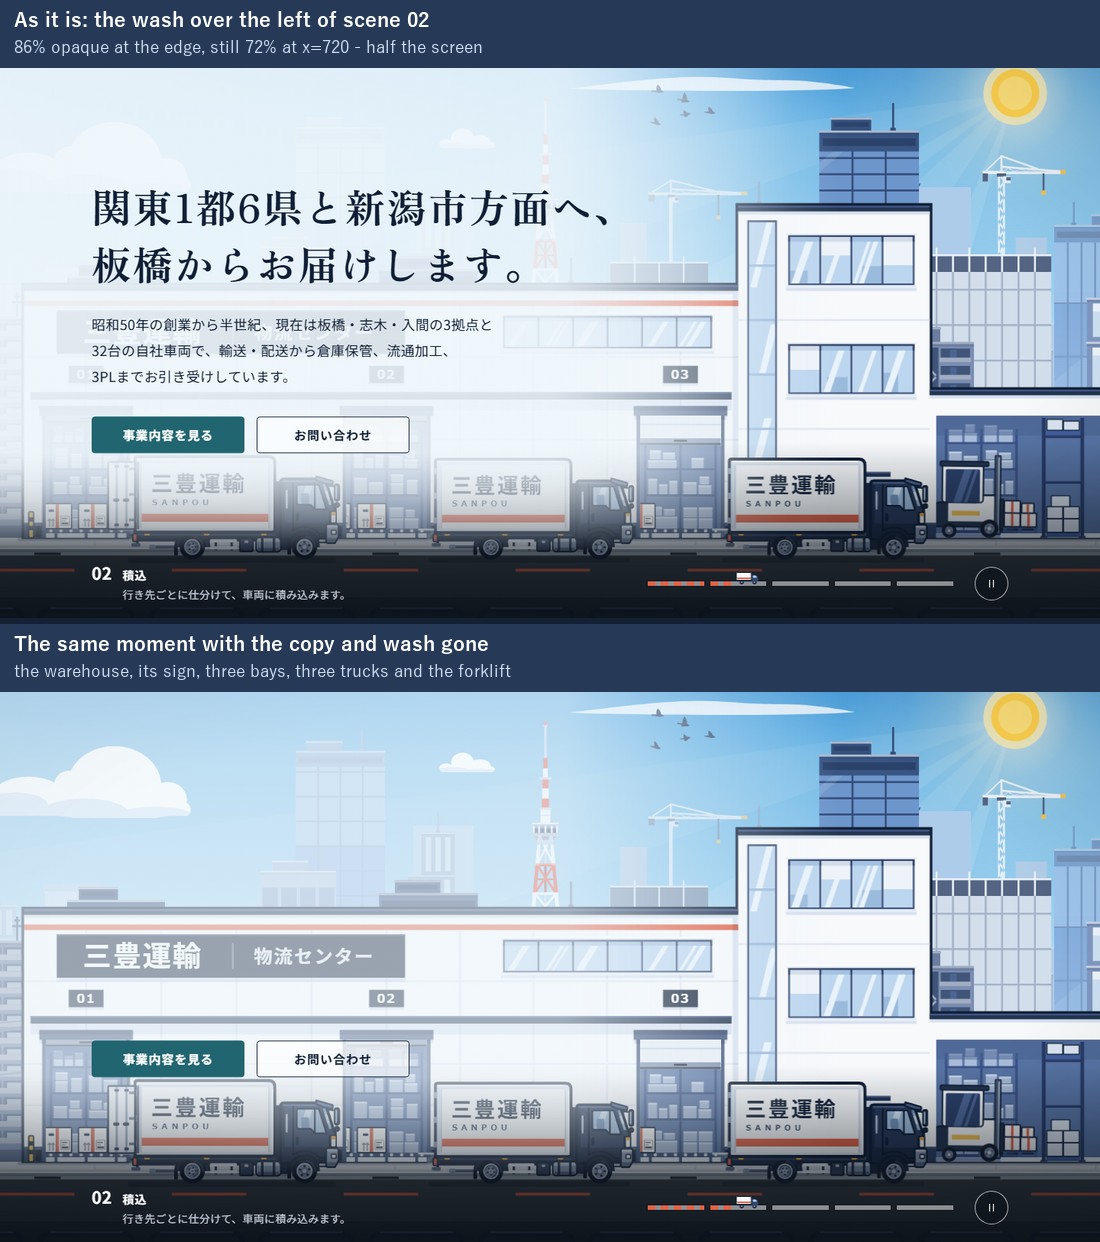 As it is: the wash over the left of scene 02
86% opaque at the edge, still 72% at x=720 - half the screen
関東1都6県と新潟市方面へ、
板橋からお届けします。
昭和50年の創業から半世紀、現在は板橋・志木・入間の3拠点と
32台の自社車両で、輸送・配送から倉庫保管、流通加工、
3PLまでお引き受けしています。
02
03
事業内容を見る
お問い合わせ
三豊運輸
SANPOU
三豊運輸
SANPOU
三豊運輸
SANPOU
02 積込
行き先ごとに仕分けて、車両に積み込みます。
The same moment with the copy and wash gone
the warehouse, its sign, three bays, three trucks and the forklift
三豊運輸 物流センター
01
02
03
事業内容を見る
お問い合わせ
三豊運輸
SANPOU
三豊運輸
SANPOU
三豊運輸
SANPOU
02 積込
行き先ごとに仕分けて、車両に積み込みます。